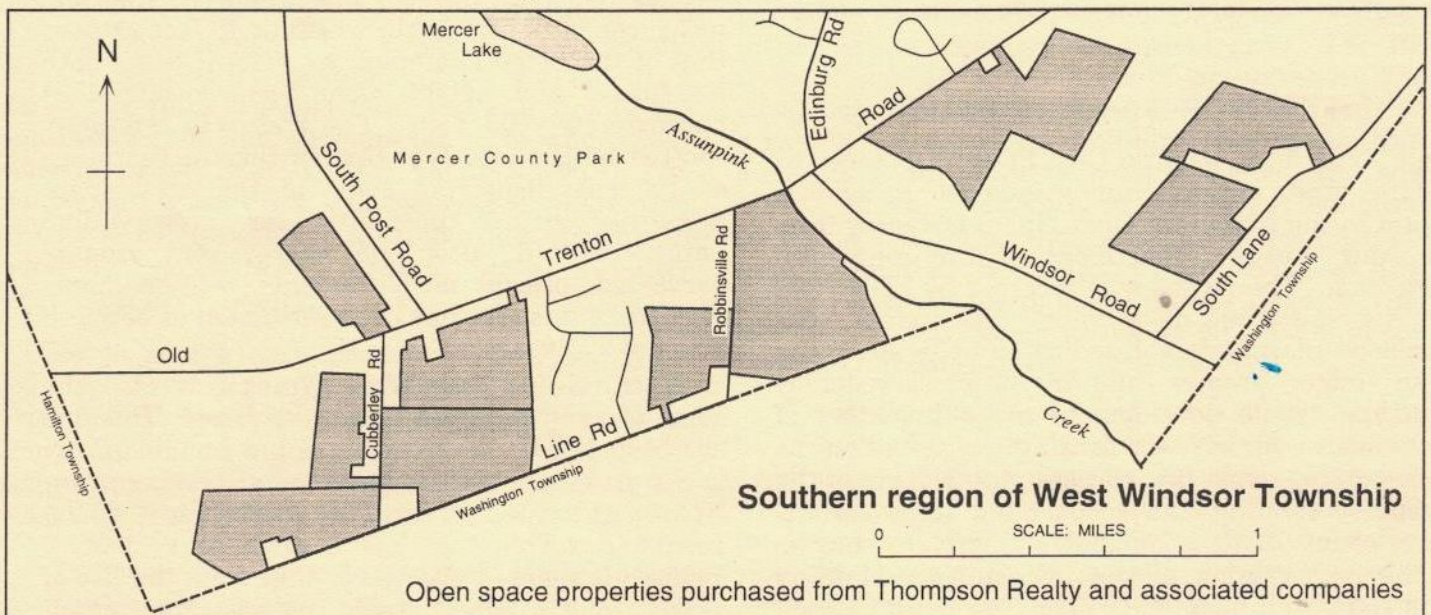 N
Mercer
Lake
Edinburg Rd
Road
Assunpink
South Post Road
Mercer County Park
Trenton
Robbinsville Rd
Windsor Road
South Lane
Washington Township
Old
Cubberley Rd
Hamilton Township
Line Rd
Washington Township
Creek
Southern region of West Windsor Township
0 SCALE: MILES 1
Open space properties purchased from Thompson Realty and associated companies